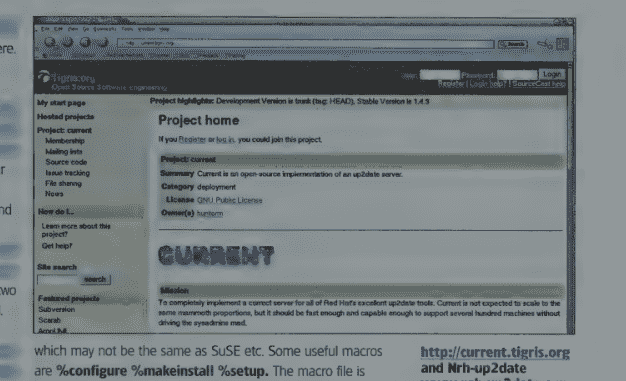 ere.
Tigris.org
Open Source Software Engineering
Password:
Login
Register | Login help? | SourceCast help
My start page
Project highlights: Development Version is trunk (tag: HEAD), Stable Version is 1.4.3
Hosted projects
Project home
Project: current
Membership
Mailing lists
Source code
Issue tracking
File sharing
News
If you Register or log in, you could join this project.
Project: current
Summary Current is an open source implementation of an up2date server.
Category deployment
License GNU Public License
Owner(s)
How do I...
Learn more about this
project?
Get help?
CURRENT
Site search
search
Mission
Featured projects
Subversion
Scarab
To completely implement a correct server for all of Red Hat's excellent up2date tools. Current is not expected to scale to the
same mammoth proportions, but it should be fast enough and capable enough to support several hundred machines without
driving the sysadmins mad.
nd
two
which may not be the same as SuSE etc. Some useful macros
are %configure %makeinstall %setup. The macro file is
http://current.tigris.org
and Nrh-up2date